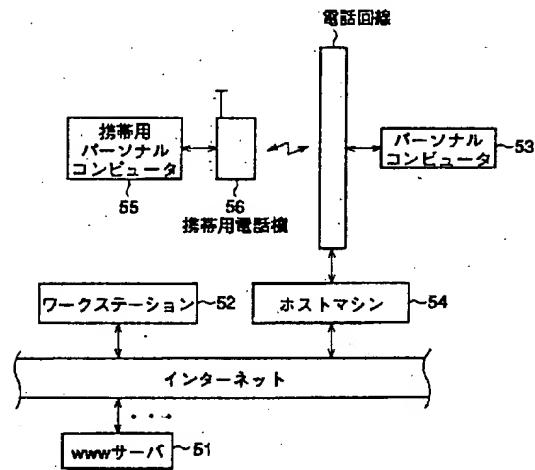 電話回線
携帯用
パーソナル
コンピュータ
55
56
携帯用電話機
パーソナル
コンピュータ
53
ワークステーション
52
ホストマシン
54
インターネット
wwwサーバ
51